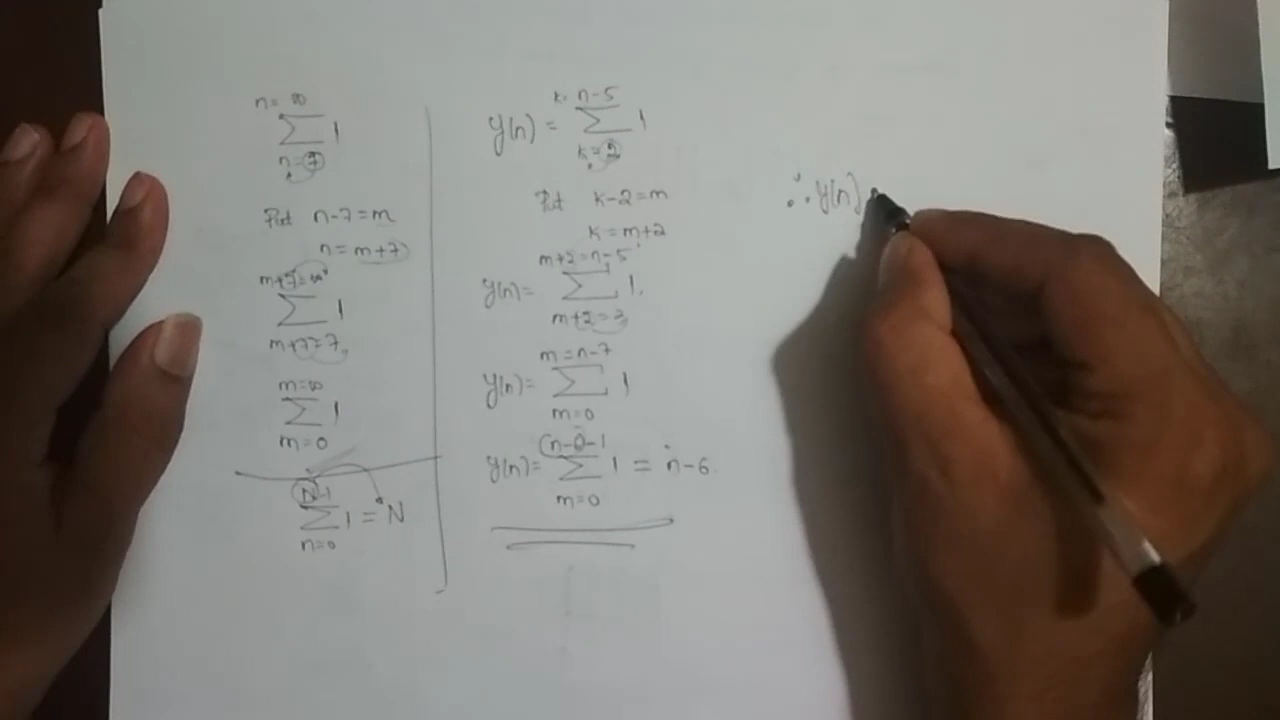 n=∞
∑ 1
n=7
Put n-7=m
n=m+7)
m+7=∞
∑ 1
m+7=7
m=∞
∑ 1
m=0
N-1
∑ 1 = N
n=0
k= n-5
y(n) = ∑ 1
k=2
Put k-2=m
k=m+2
m+2=n-5
y(n)= ∑ 1.
m+2=2
m=n-7
y(n)= ∑ 1
m=0
(n-6)-1
y(n)= ∑ 1 = n-6.
m=0
∴ y(n)